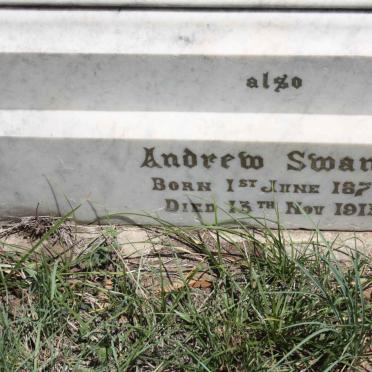 also
Andrew Swan
Born 1st June 187
Died 13th Nov 191